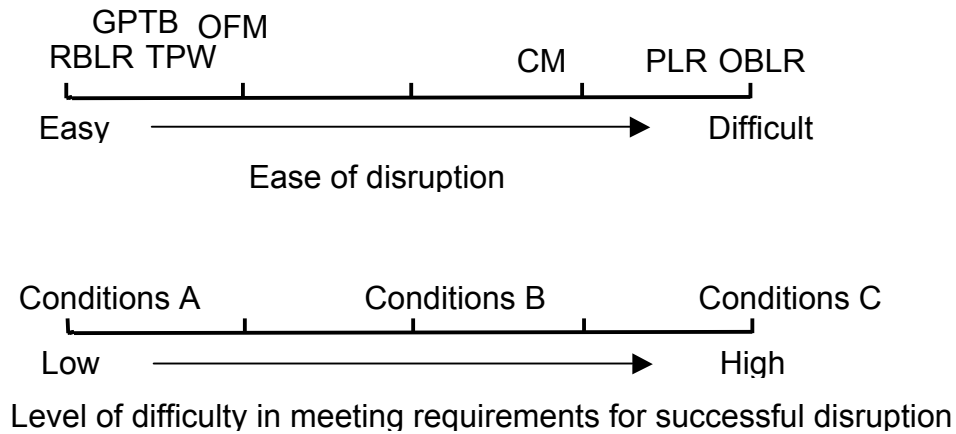 GPTB OFM
RBLR TPW CM PLR OBLR
Easy Difficult
Ease of disruption
Conditions A Conditions B Conditions C
Low High
Level of difficulty in meeting requirements for successful disruption